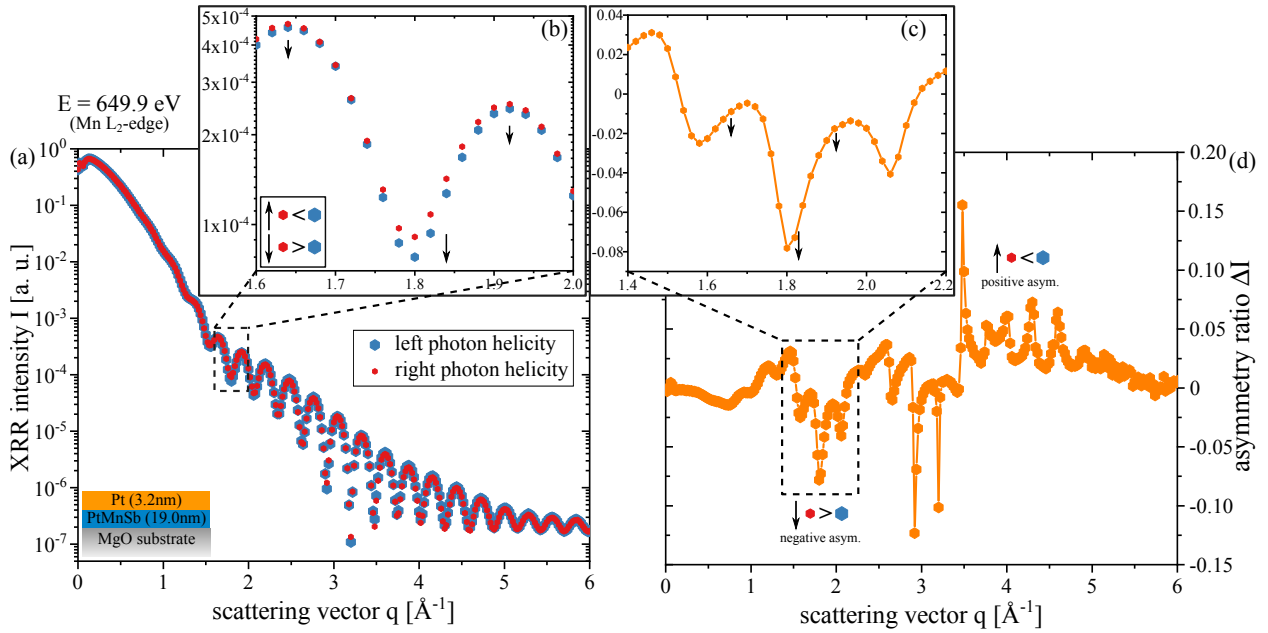 (a)
E = 649.9 eV
(Mn L₂-edge)
XRR intensity I [a. u.]
10⁰
10⁻¹
10⁻²
10⁻³
10⁻⁴
10⁻⁵
10⁻⁶
10⁻⁷
0 1 2 3 4 5 6
scattering vector q [Å⁻¹]
left photon helicity
right photon helicity
Pt (3.2nm)
PtMnSb (19.0nm)
MgO substrate
(b)
5x10⁻⁴
4x10⁻⁴
3x10⁻⁴
2x10⁻⁴
1x10⁻⁴
<
>
1.6 1.7 1.8 1.9 2.0
(c)
0.04
0.02
0.00
-0.02
-0.04
-0.06
-0.08
1.4 1.6 1.8 2.0 2.2
(d)
0.20
0.15
0.10
0.05
0
-0.05
-0.10
-0.15
asymmetry ratio ΔI
<
positive asym.
>
negative asym.
0 1 2 3 4 5 6
scattering vector q [Å⁻¹]